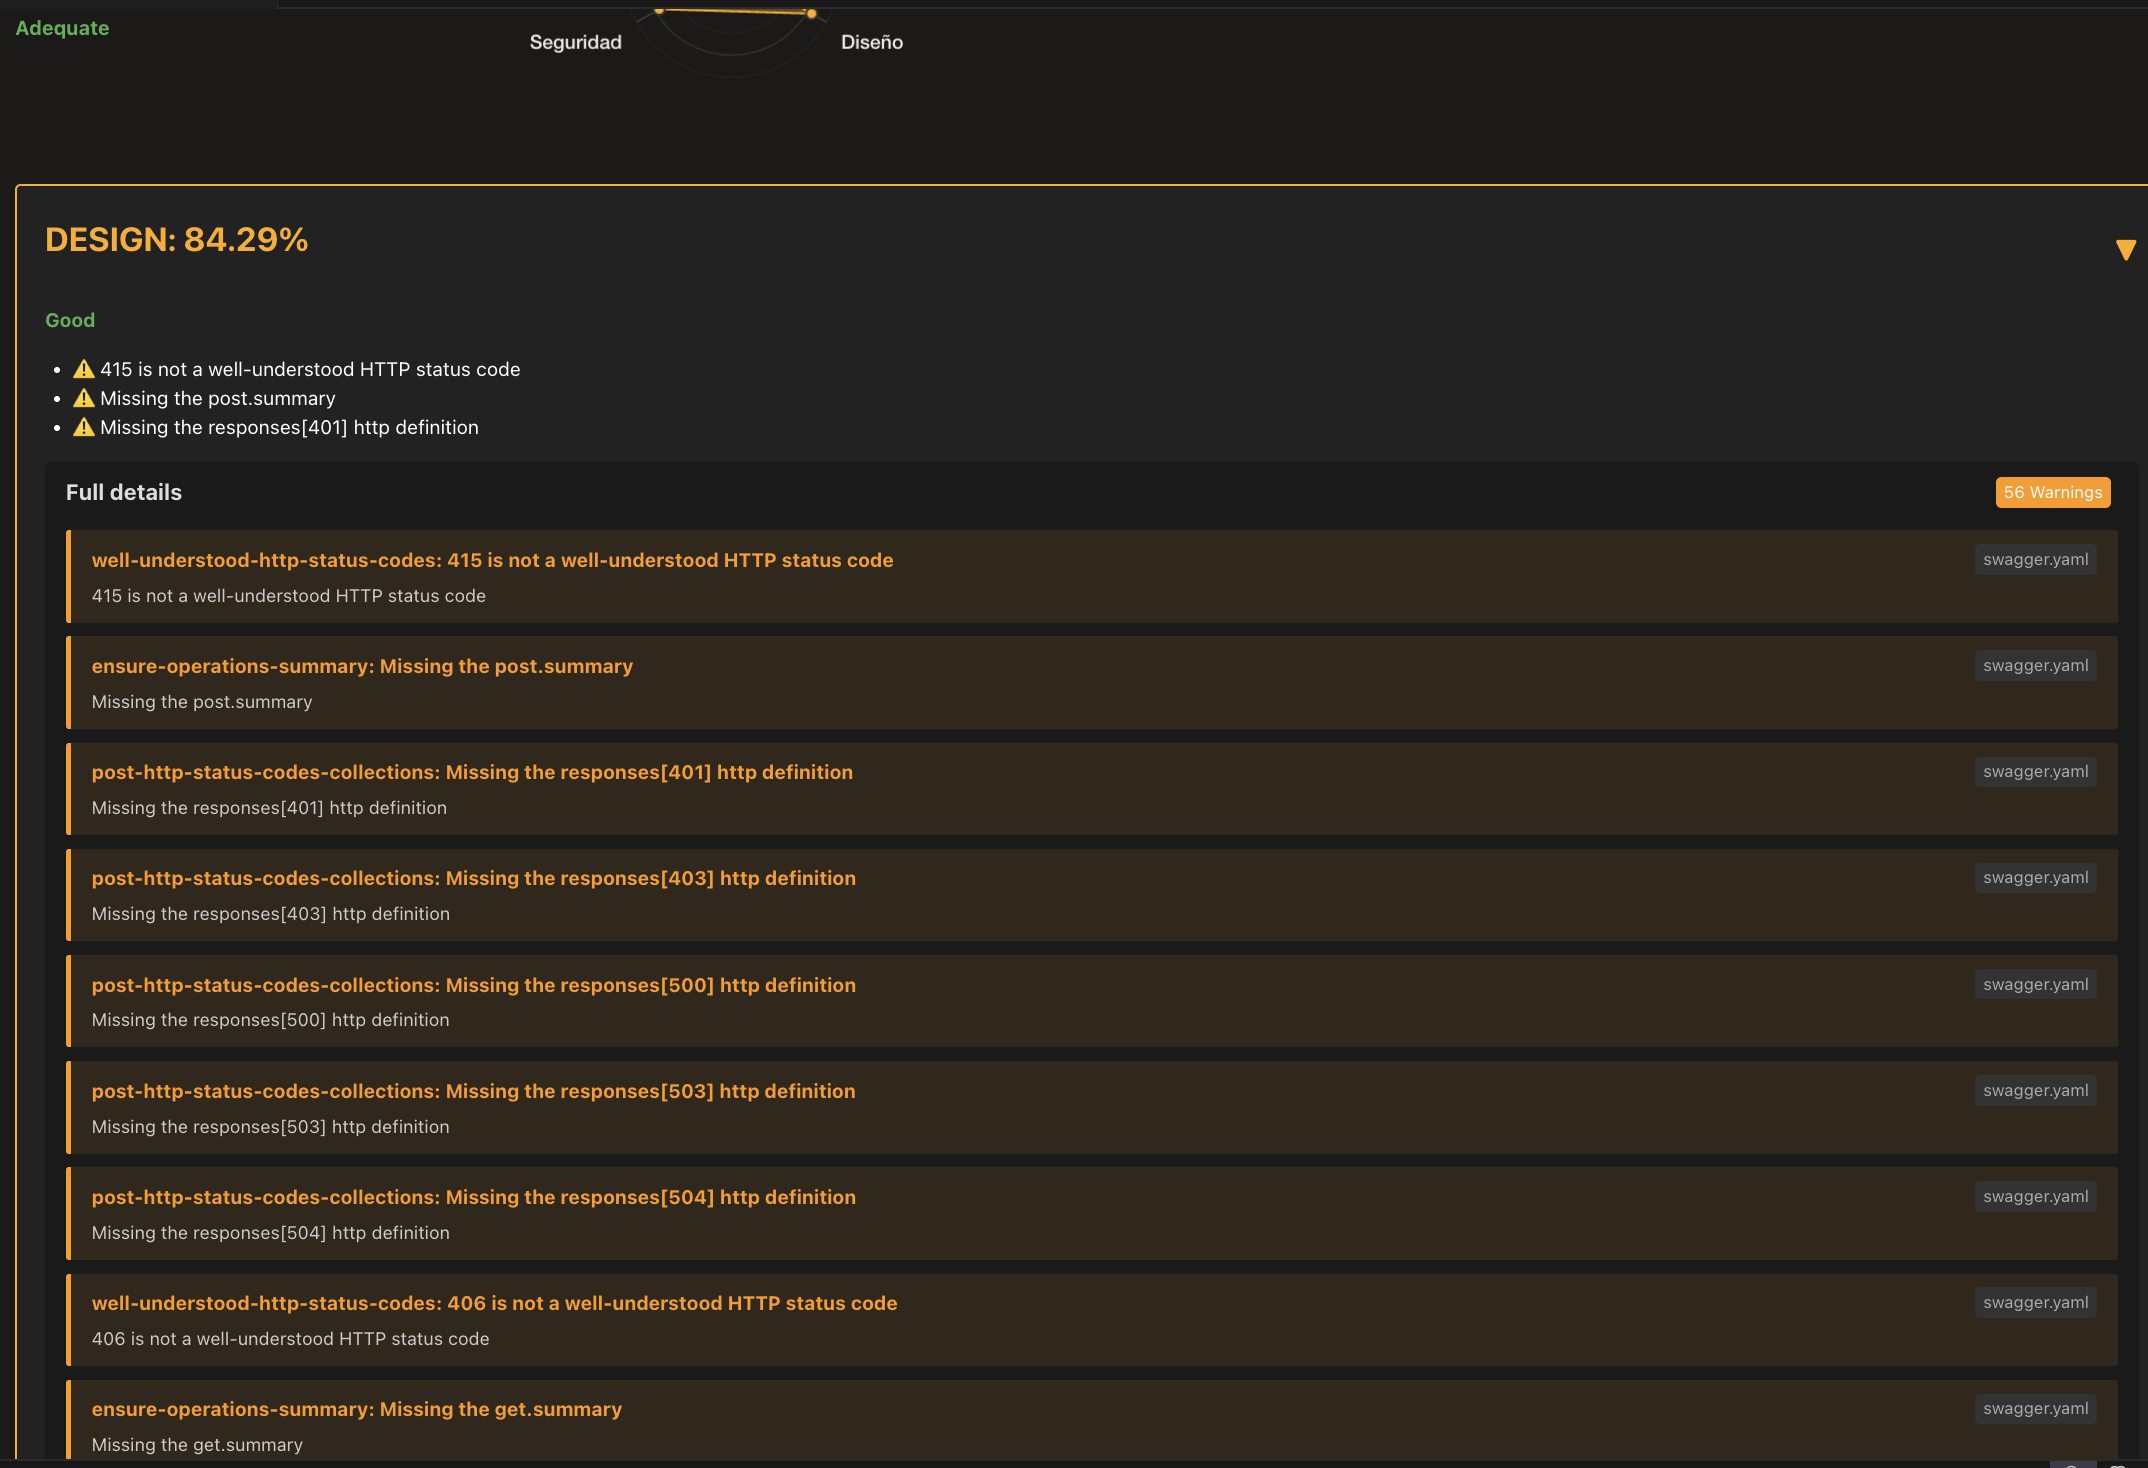 Adequate
Seguridad
Diseño
DESIGN: 84.29%
Good
415 is not a well-understood HTTP status code
Missing the post.summary
Missing the responses[401] http definition
Full details
56 Warnings
well-understood-http-status-codes: 415 is not a well-understood HTTP status code
swagger.yaml
415 is not a well-understood HTTP status code
ensure-operations-summary: Missing the post.summary
swagger.yaml
Missing the post.summary
post-http-status-codes-collections: Missing the responses[401] http definition
swagger.yaml
Missing the responses[401] http definition
post-http-status-codes-collections: Missing the responses[403] http definition
swagger.yaml
Missing the responses[403] http definition
post-http-status-codes-collections: Missing the responses[500] http definition
swagger.yaml
Missing the responses[500] http definition
post-http-status-codes-collections: Missing the responses[503] http definition
swagger.yaml
Missing the responses[503] http definition
post-http-status-codes-collections: Missing the responses[504] http definition
swagger.yaml
Missing the responses[504] http definition
well-understood-http-status-codes: 406 is not a well-understood HTTP status code
swagger.yaml
406 is not a well-understood HTTP status code
ensure-operations-summary: Missing the get.summary
swagger.yaml
Missing the get.summary